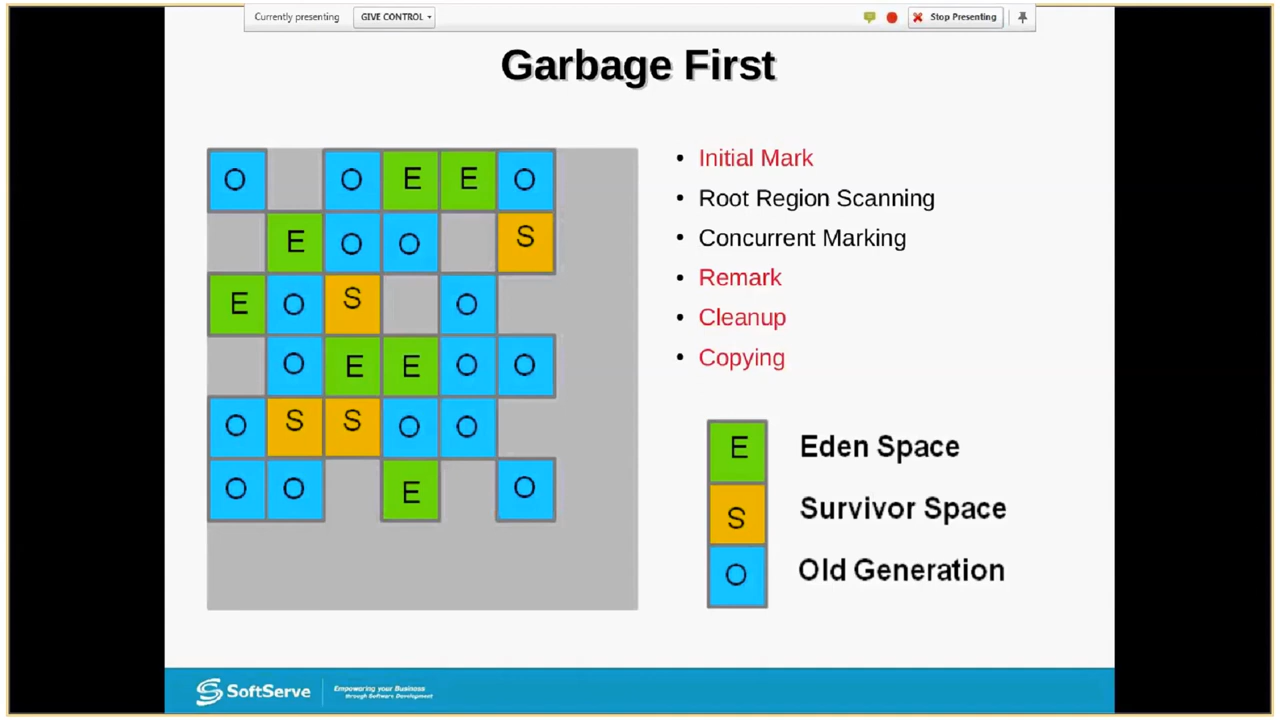 Currently presenting GIVE CONTROL Stop Presenting
Garbage First
O O E E O
E O O S
E O S O
O E E O O
O S S O O
O O E O
• Initial Mark
• Root Region Scanning
• Concurrent Marking
• Remark
• Cleanup
• Copying
E Eden Space
S Survivor Space
O Old Generation
SoftServe
Empowering your Business
through Software Development